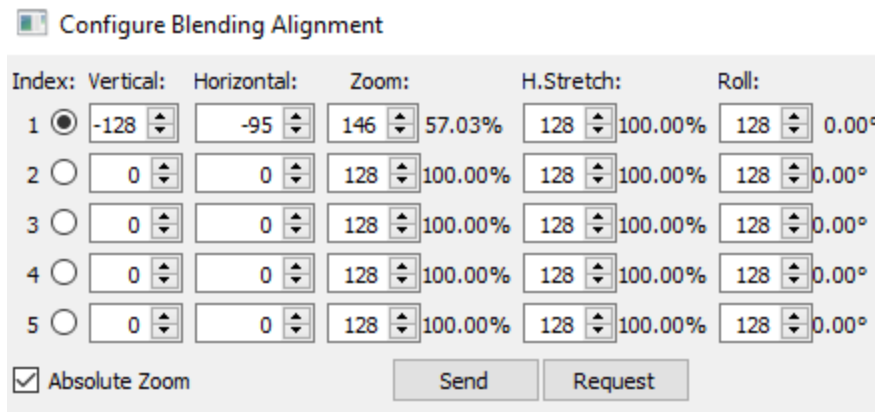 Configure Blending Alignment
Index: Vertical: Horizontal: Zoom: H.Stretch: Roll:
1 -128 -95 146 57.03% 128 100.00% 128 0.00°
2 0 0 128 100.00% 128 100.00% 128 0.00°
3 0 0 128 100.00% 128 100.00% 128 0.00°
4 0 0 128 100.00% 128 100.00% 128 0.00°
5 0 0 128 100.00% 128 100.00% 128 0.00°
Absolute Zoom Send Request